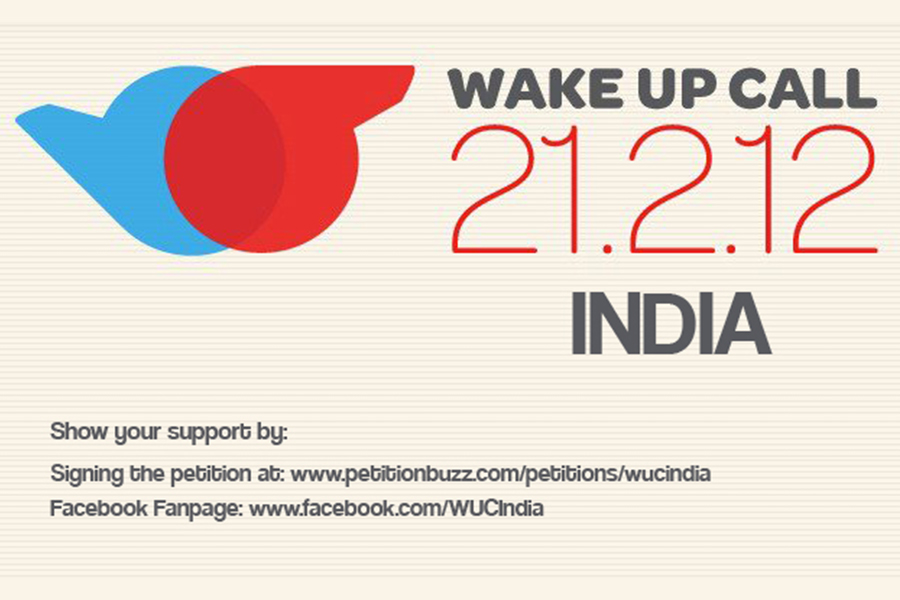 WAKE UP CALL
21.2.12
INDIA
Show your support by:
Signing the petition at: www.petitionbuzz.com/petitions/wucindia
Facebook Fanpage: www.facebook.com/WUCIndia